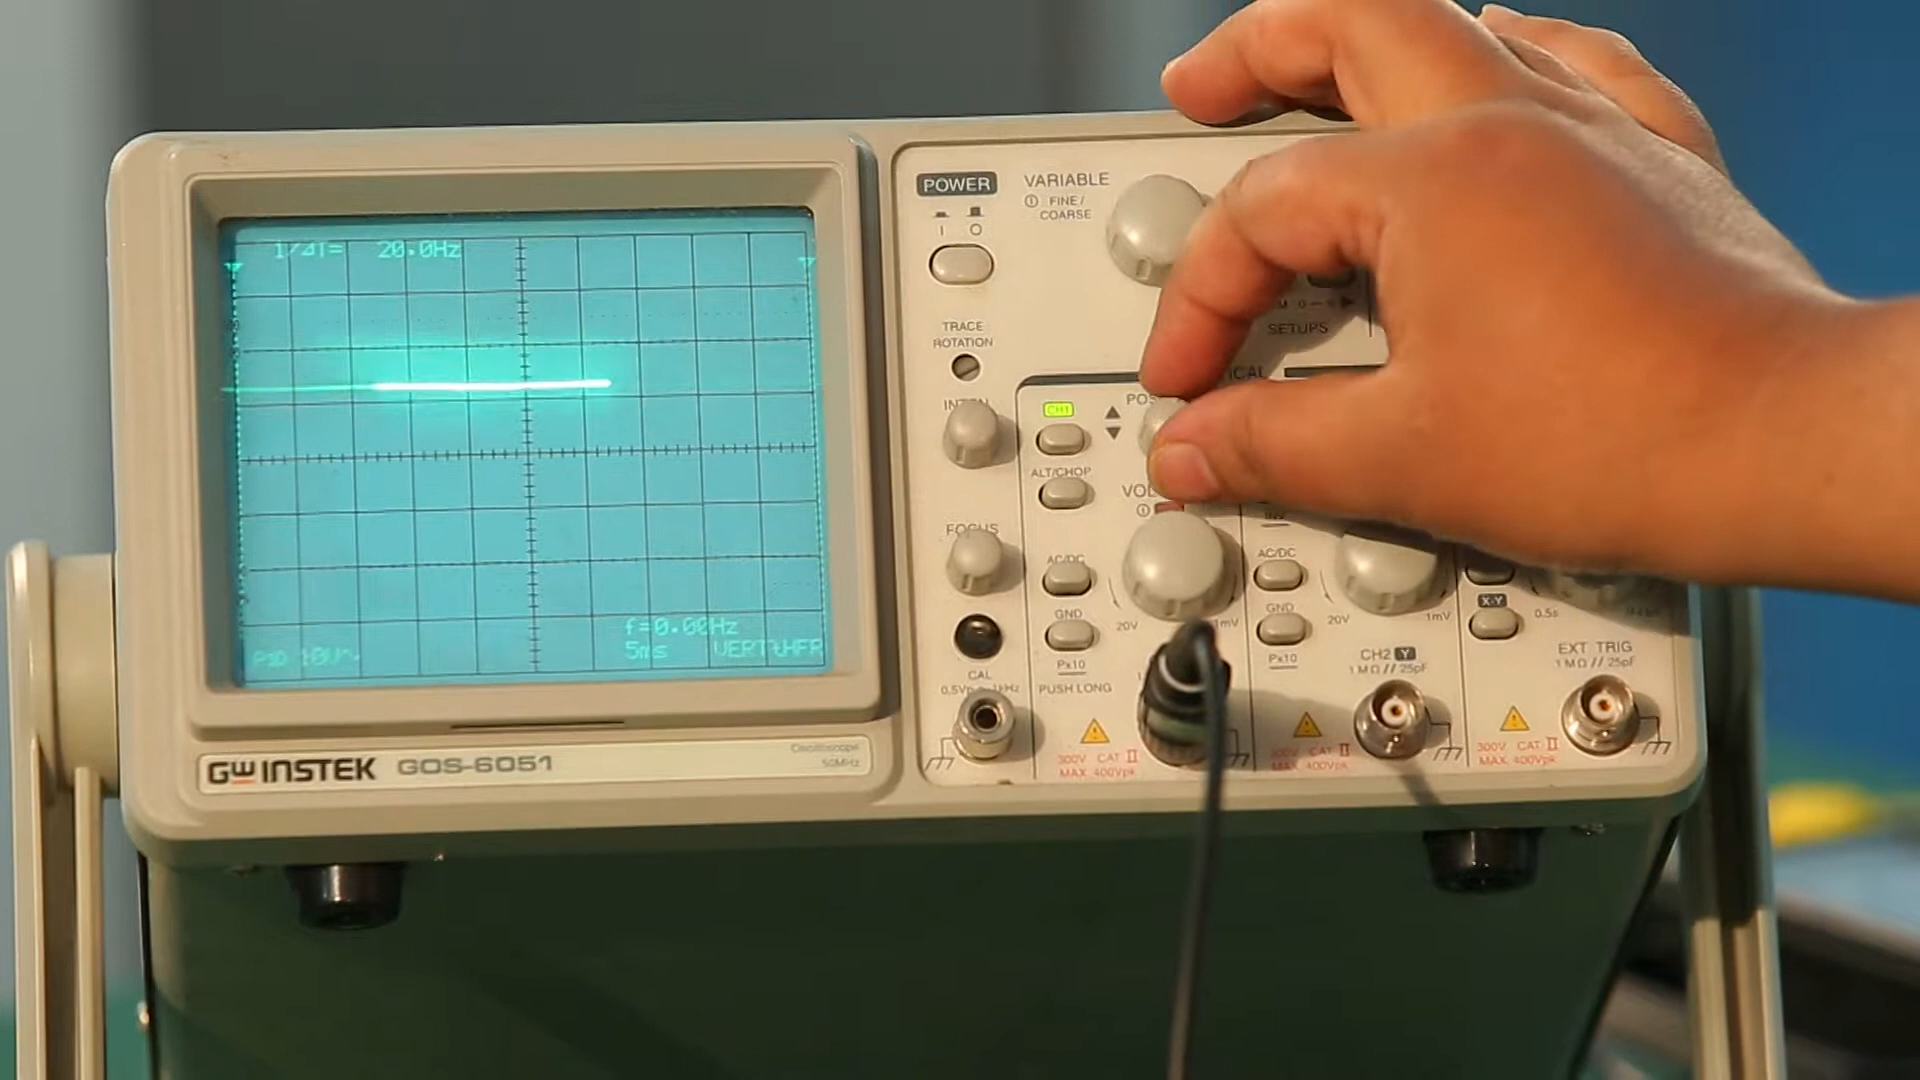 1/ΔT= 20.0Hz
f=0.00Hz
5ms VERT
10V
GW INSTEK GOS-6051
Oscilloscope
50MHz
POWER
I O
VARIABLE
FINE/
COARSE
TRACE
ROTATION
INTEN
FOCUS
CAL
SETUPS
CH1
ALT/CHOP
AC/DC
GND
Px10
PUSH LONG
20V 1mV
300V CAT II
MAX. 400Vpk
AC/DC
GND
Px10
20V 1mV
CH2 Y
1MΩ//25pF
300V CAT II
MAX. 400Vpk
X-Y
0.5s
EXT TRIG
1MΩ//25pF
300V CAT II
MAX. 400Vpk